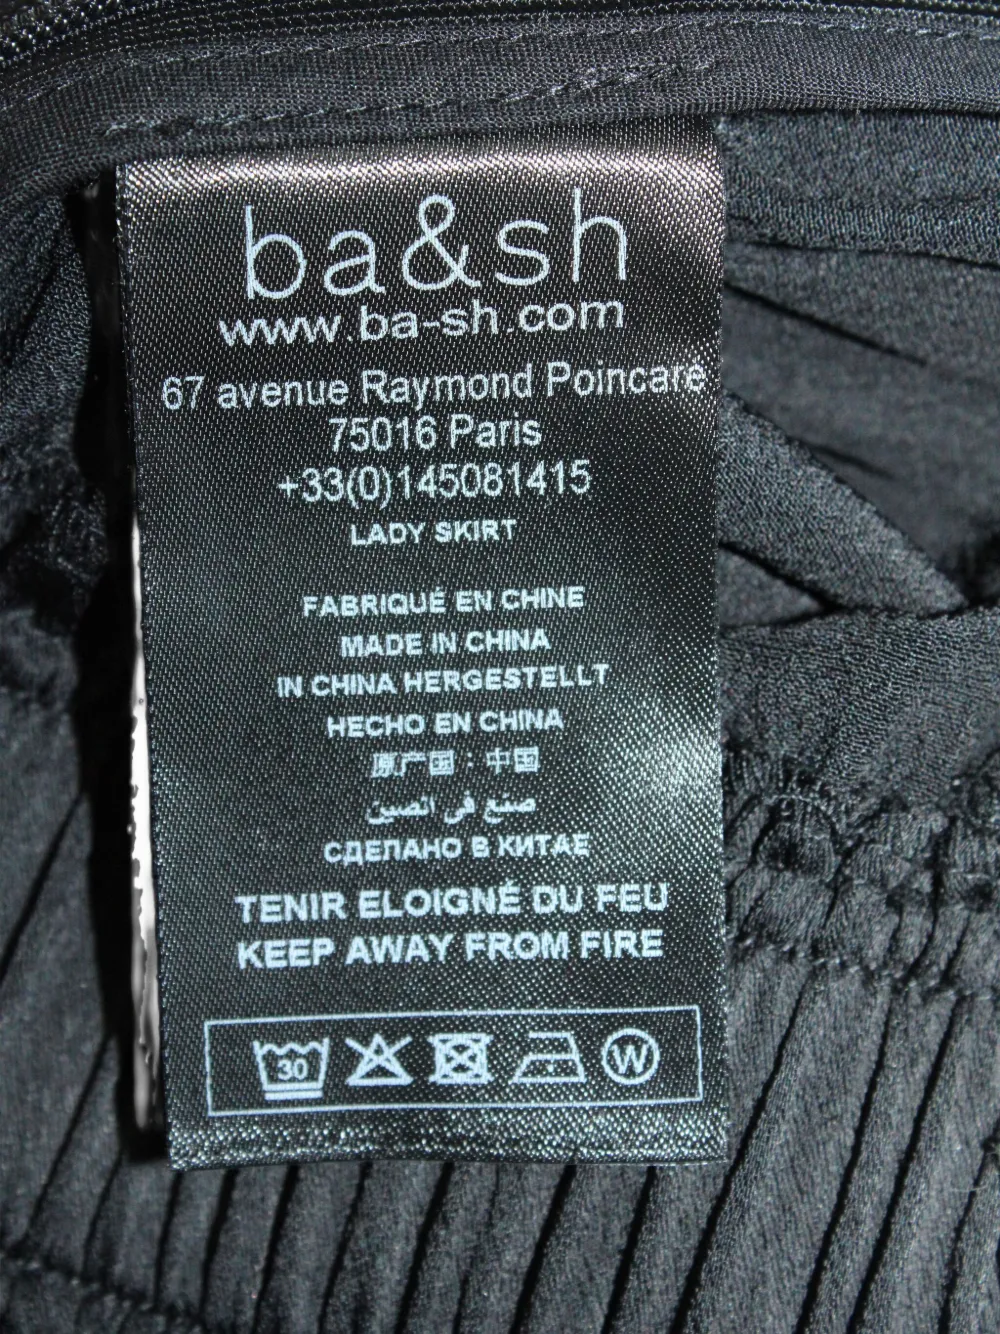 ba&sh
www.ba-sh.com
67 avenue Raymond Poincaré
75016 Paris
+33(0)145081415
LADY SKIRT
FABRIQUÉ EN CHINE
MADE IN CHINA
IN CHINA HERGESTELLT
HECHO EN CHINA
原产国：中国
صنع في الصين
СДЕЛАНО В КИТАЕ
TENIR ELOIGNÉ DU FEU
KEEP AWAY FROM FIRE
30 W